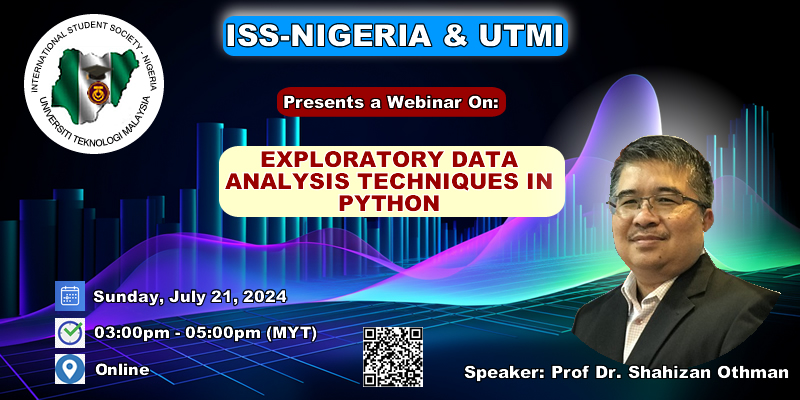 INTERNATIONAL STUDENT SOCIETY - NIGERIA
UNIVERSITI TEKNOLOGI MALAYSIA
ISS-NIGERIA & UTMI
Presents a Webinar On:
EXPLORATORY DATA
ANALYSIS TECHNIQUES IN
PYTHON
Sunday, July 21, 2024
03:00pm - 05:00pm (MYT)
Online
Speaker: Prof Dr. Shahizan Othman